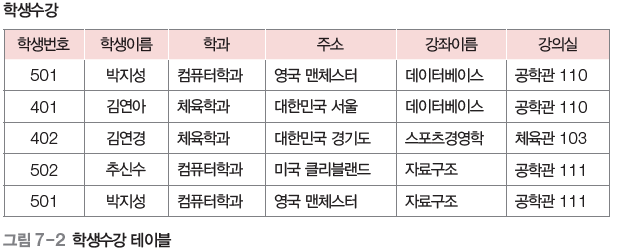 학생수강
학생번호 학생이름 학과 주소 강좌이름 강의실
501 박지성 컴퓨터학과 영국 맨체스터 데이터베이스 공학관 110
401 김연아 체육학과 대한민국 서울 데이터베이스 공학관 110
402 김연경 체육학과 대한민국 경기도 스포츠경영학 체육관 103
502 추신수 컴퓨터학과 미국 클리블랜드 자료구조 공학관 111
501 박지성 컴퓨터학과 영국 맨체스터 자료구조 공학관 111
그림 7-2 학생수강 테이블